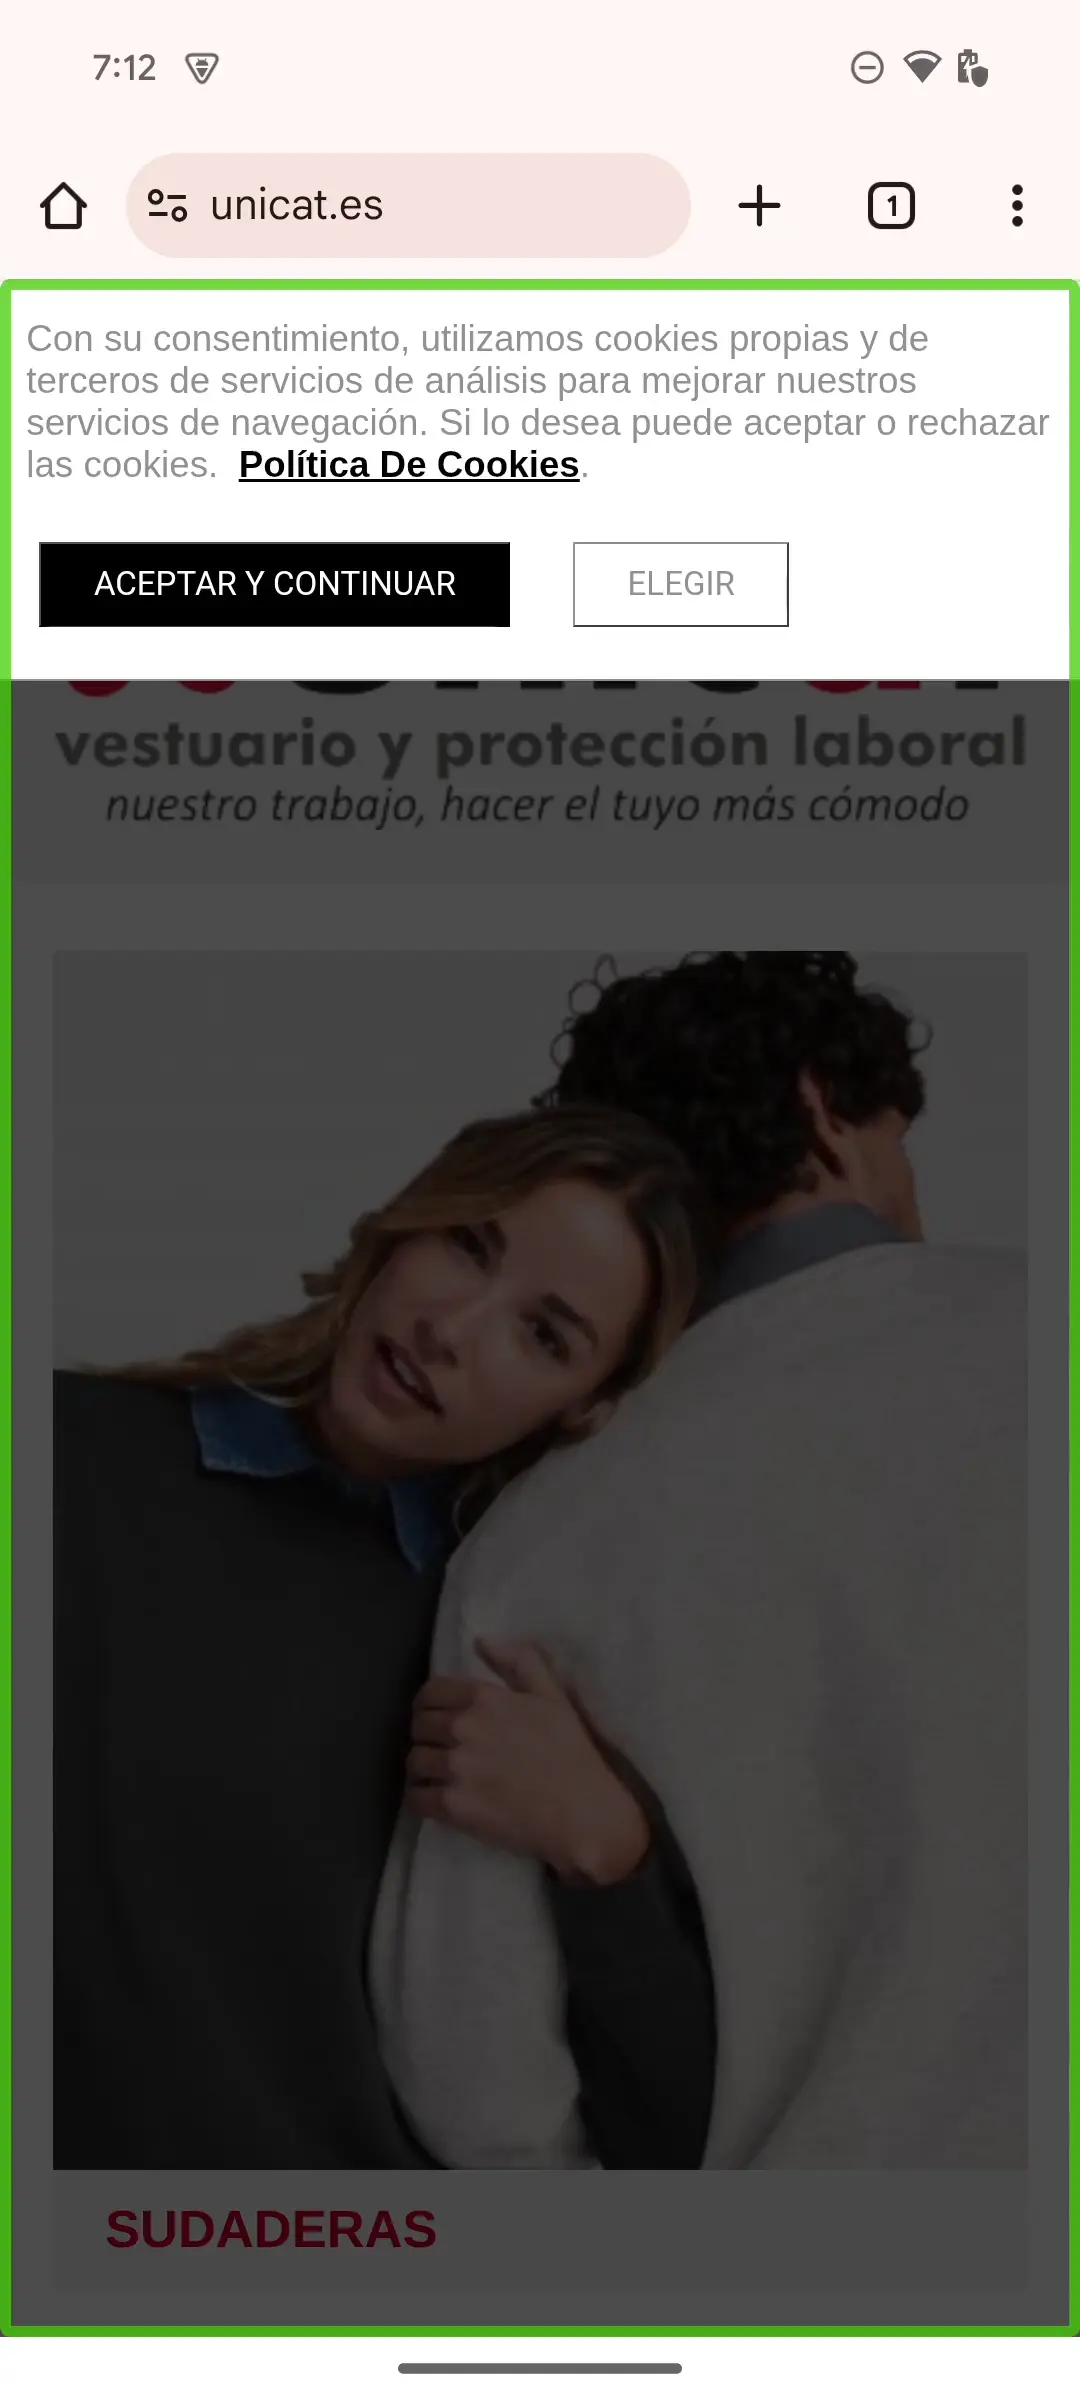 7:12
unicat.es
1
Con su consentimiento, utilizamos cookies propias y de
terceros de servicios de análisis para mejorar nuestros
servicios de navegación. Si lo desea puede aceptar o rechazar
las cookies. Política De Cookies.
ACEPTAR Y CONTINUAR
ELEGIR
vestuario y protección laboral
nuestro trabajo, hacer el tuyo más cómodo
SUDADERAS